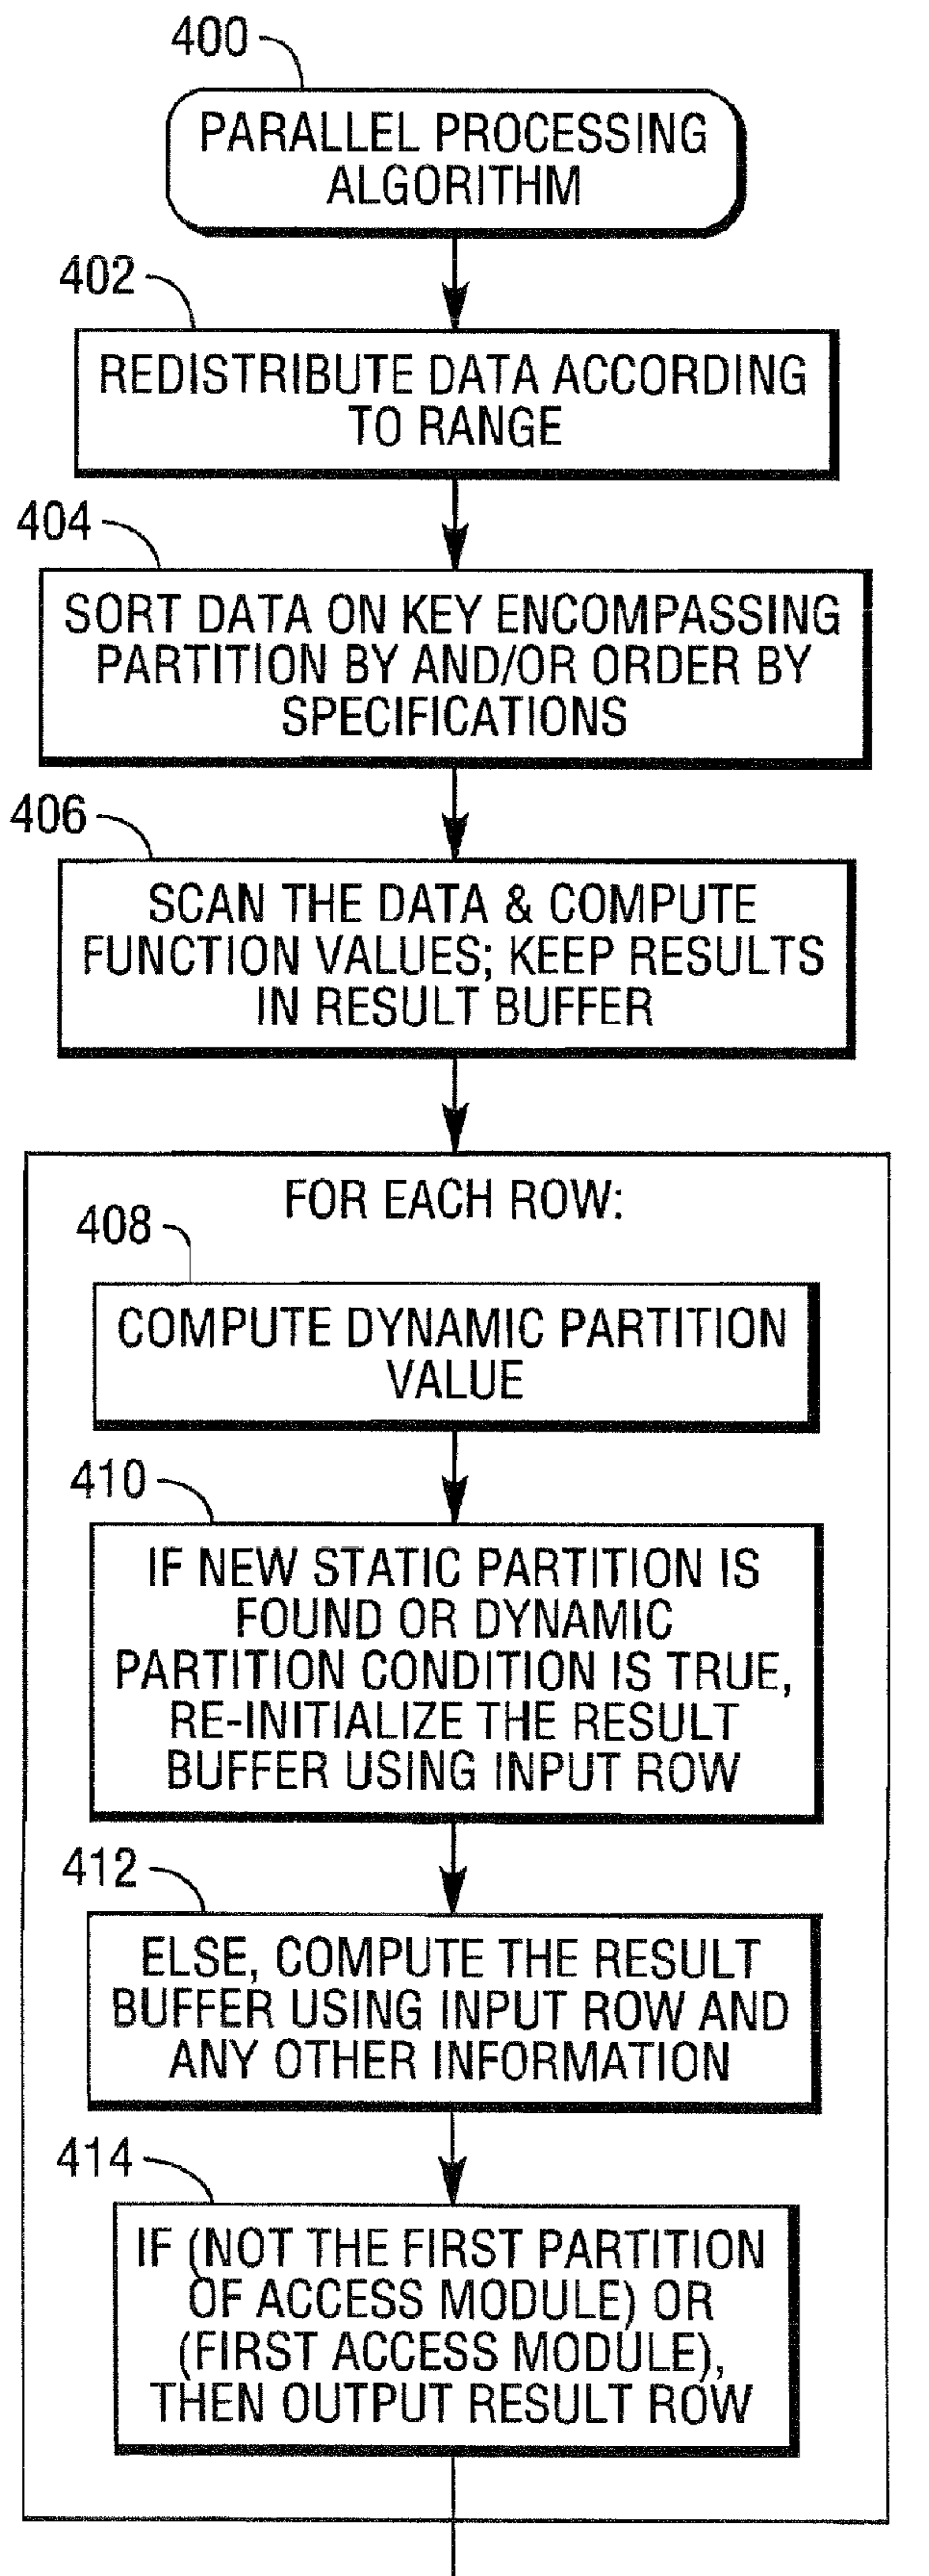 400
PARALLEL PROCESSING
ALGORITHM
402
REDISTRIBUTE DATA ACCORDING
TO RANGE
404
SORT DATA ON KEY ENCOMPASSING
PARTITION BY AND/OR ORDER BY
SPECIFICATIONS
406
SCAN THE DATA & COMPUTE
FUNCTION VALUES; KEEP RESULTS
IN RESULT BUFFER
FOR EACH ROW:
408
COMPUTE DYNAMIC PARTITION
VALUE
410
IF NEW STATIC PARTITION IS
FOUND OR DYNAMIC
PARTITION CONDITION IS TRUE,
RE-INITIALIZE THE RESULT
BUFFER USING INPUT ROW
412
ELSE, COMPUTE THE RESULT
BUFFER USING INPUT ROW AND
ANY OTHER INFORMATION
414
IF (NOT THE FIRST PARTITION
OF ACCESS MODULE) OR
(FIRST ACCESS MODULE),
THEN OUTPUT RESULT ROW